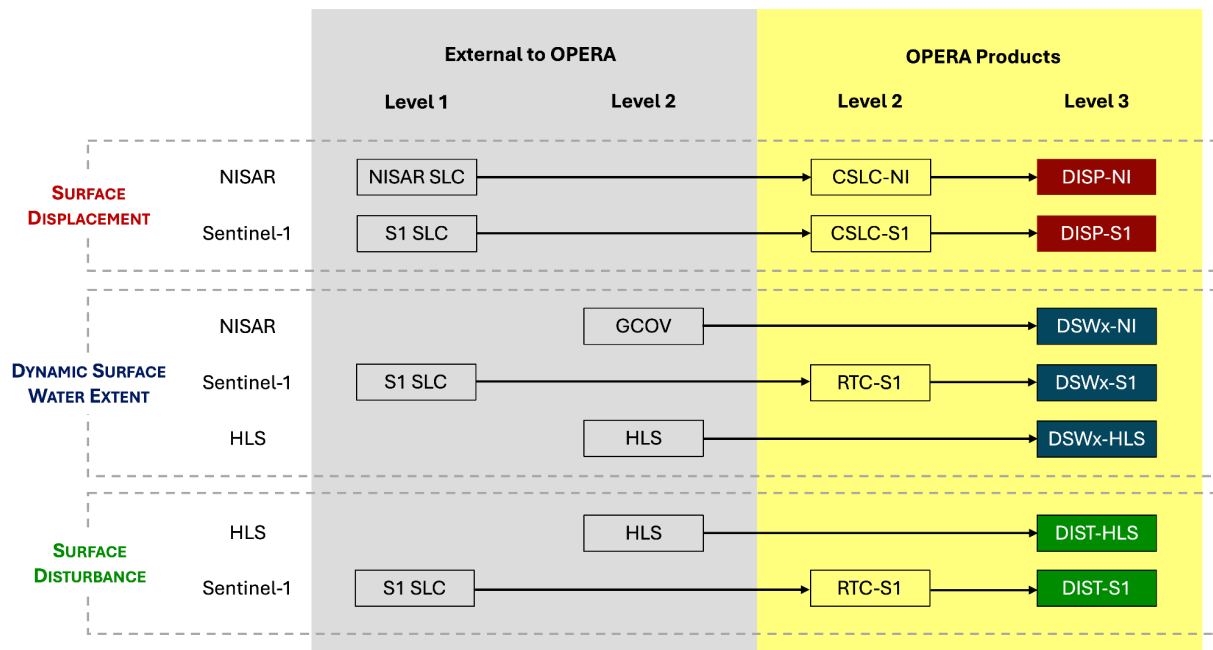 External to OPERA
OPERA Products
Level 1
Level 2
Level 2
Level 3
SURFACE
DISPLACEMENT
NISAR
NISAR SLC
CSLC-NI
DISP-NI
Sentinel-1
S1 SLC
CSLC-S1
DISP-S1
DYNAMIC SURFACE
WATER EXTENT
NISAR
GCOV
DSWx-NI
Sentinel-1
S1 SLC
RTC-S1
DSWx-S1
HLS
HLS
DSWx-HLS
SURFACE
DISTURBANCE
HLS
HLS
DIST-HLS
Sentinel-1
S1 SLC
RTC-S1
DIST-S1